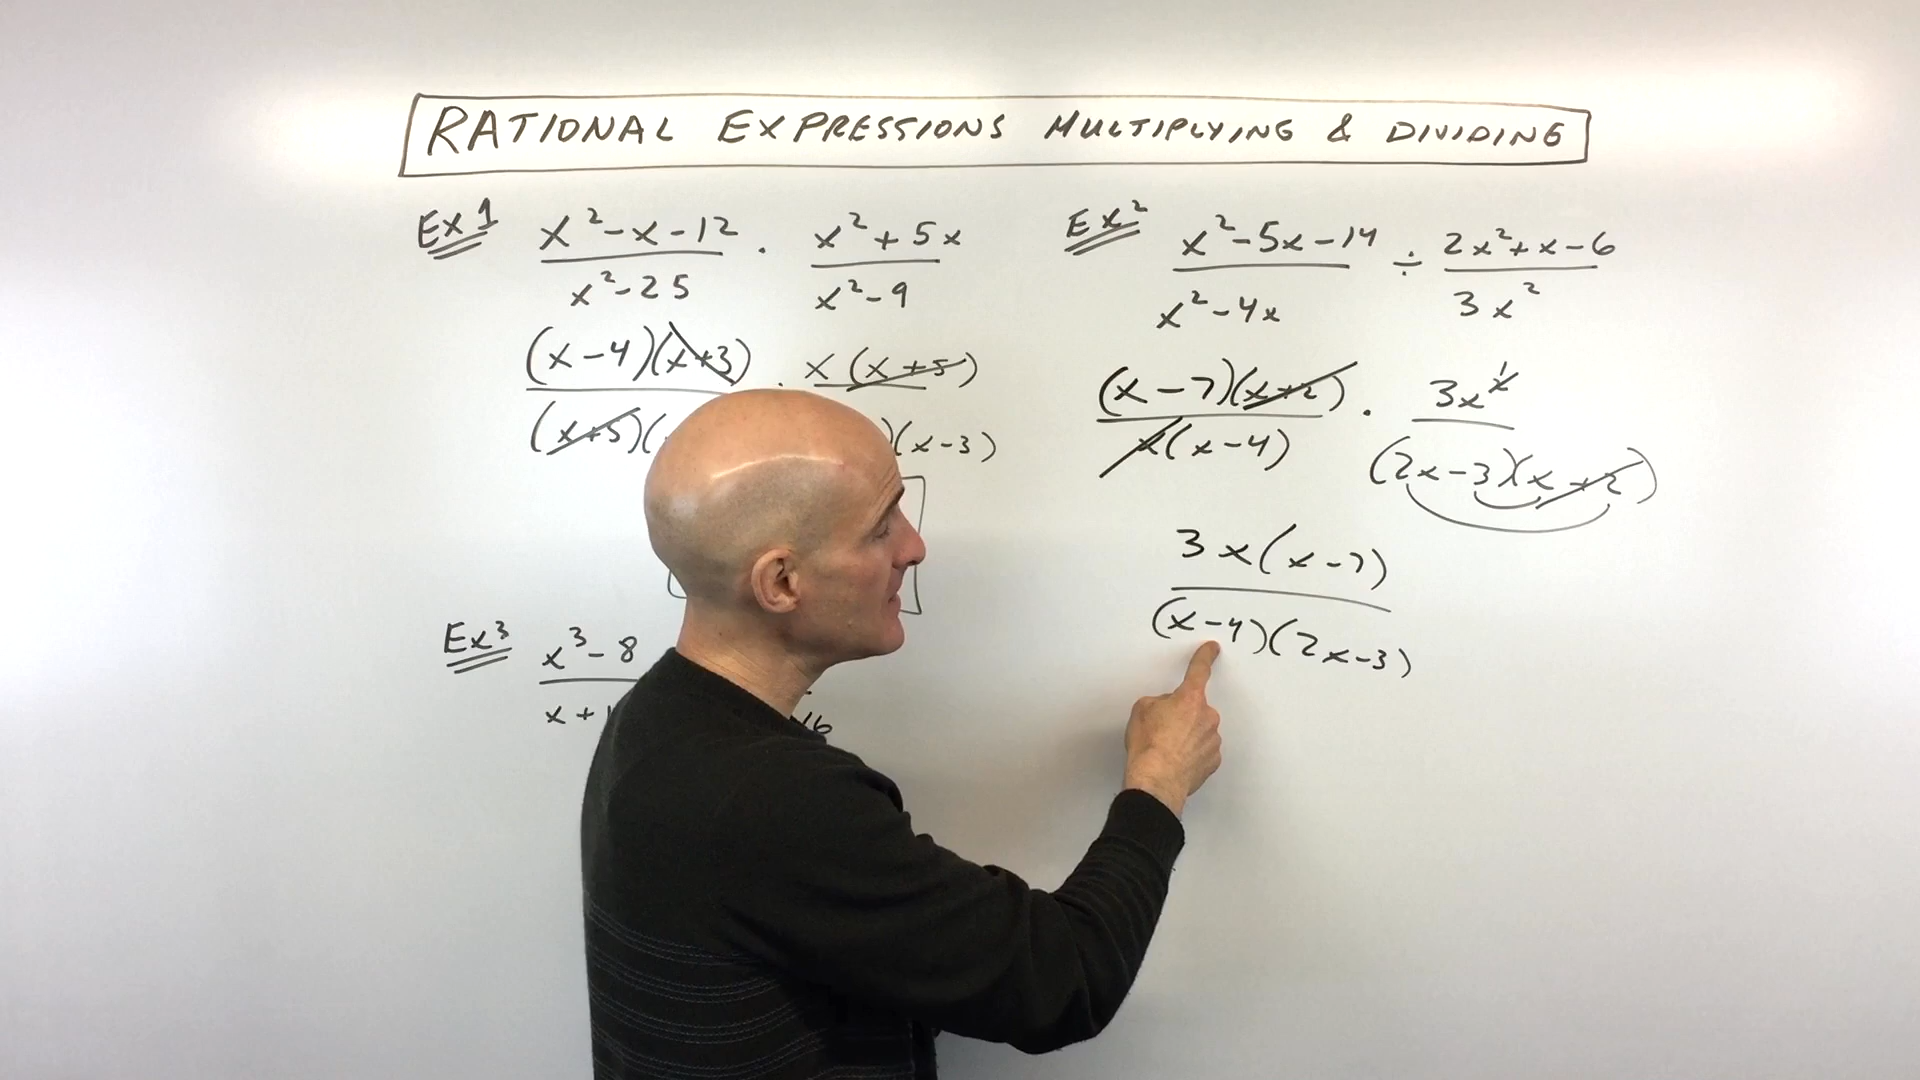 RATIONAL EXPRESSIONS MULTIPLYING & DIVIDING
Ex 1
x² - x - 12 · x² + 5x
x² - 25 x² - 9
(x - 4)(x + 3) · x (x + 5)
(x + 5)( )(x - 3)
Ex 2
x² - 5x - 14 ÷ 2x² + x - 6
x² - 4x 3x²
(x - 7)(x + 2) · 3x² 1
x(x - 4) (2x - 3)(x + 2)
3x(x - 7)
(x - 4)(2x - 3)
Ex 3
x³ - 8
x + 1